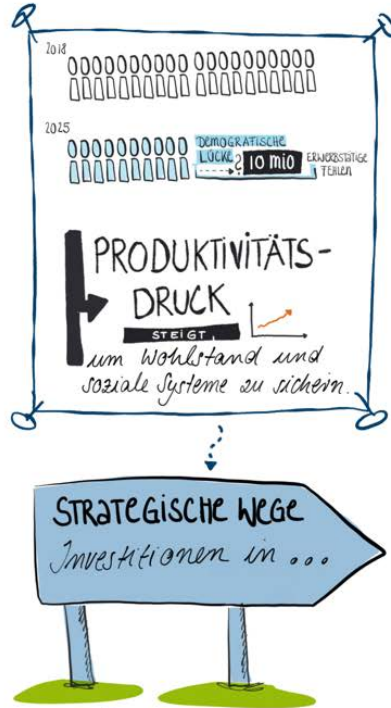 2018
2025
DEMOGRAFISCHE
LÜCKE ? 10 mio ERWERBSTÄTIGE
FEHLEN
PRODUKTIVITÄTS-
DRUCK
STEIGT
um Wohlstand und
soziale Systeme zu sichern.
STRATEGISCHE WEGE
Investitionen in ...